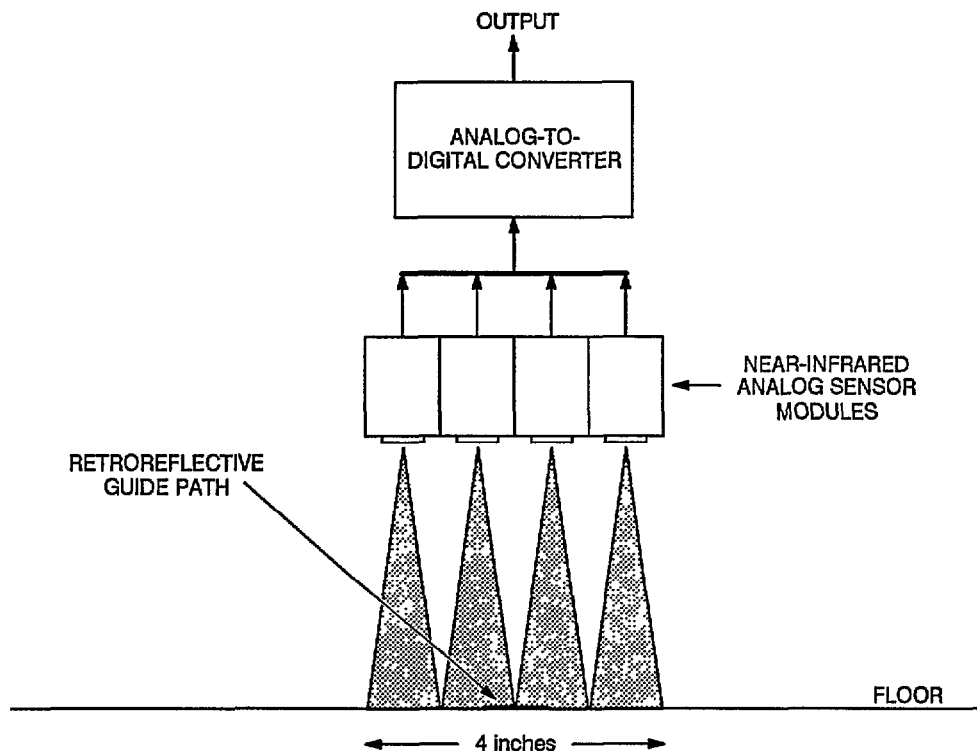 OUTPUT
ANALOG-TO-
DIGITAL CONVERTER
NEAR-INFRARED
ANALOG SENSOR
MODULES
RETROREFLECTIVE
GUIDE PATH
FLOOR
4 inches